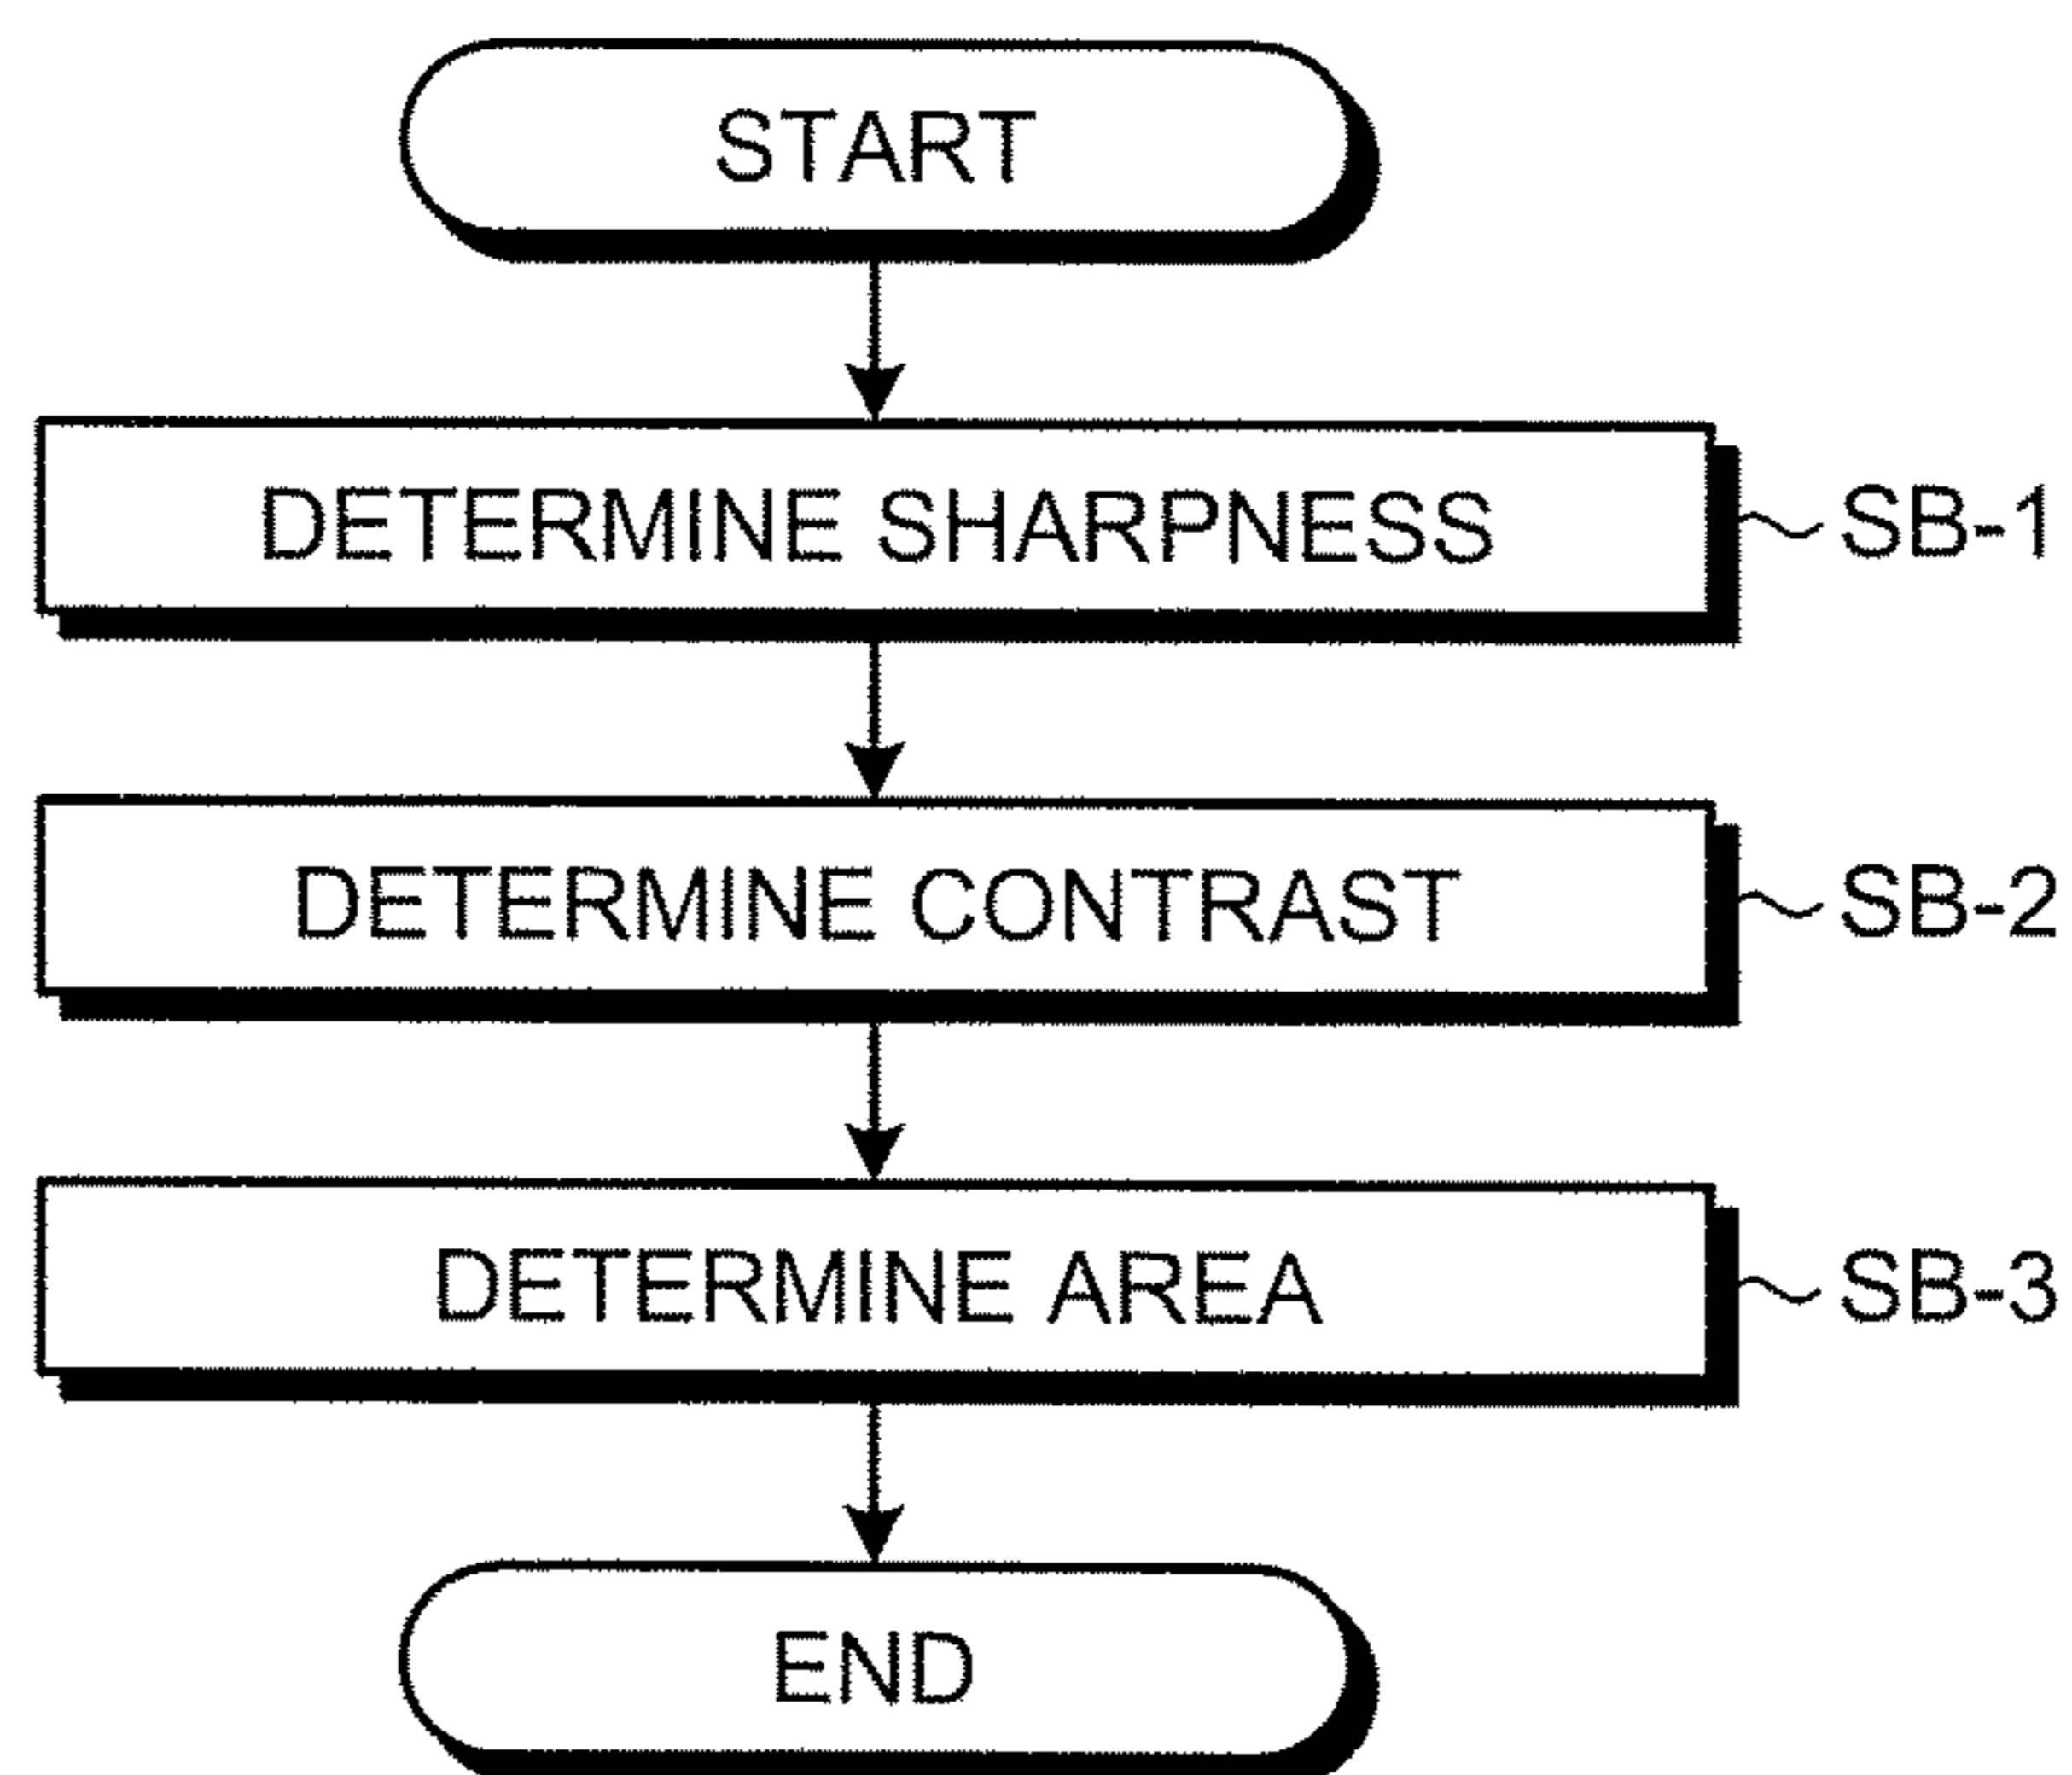 START
DETERMINE SHARPNESS
SB-1
DETERMINE CONTRAST
SB-2
DETERMINE AREA
SB-3
END